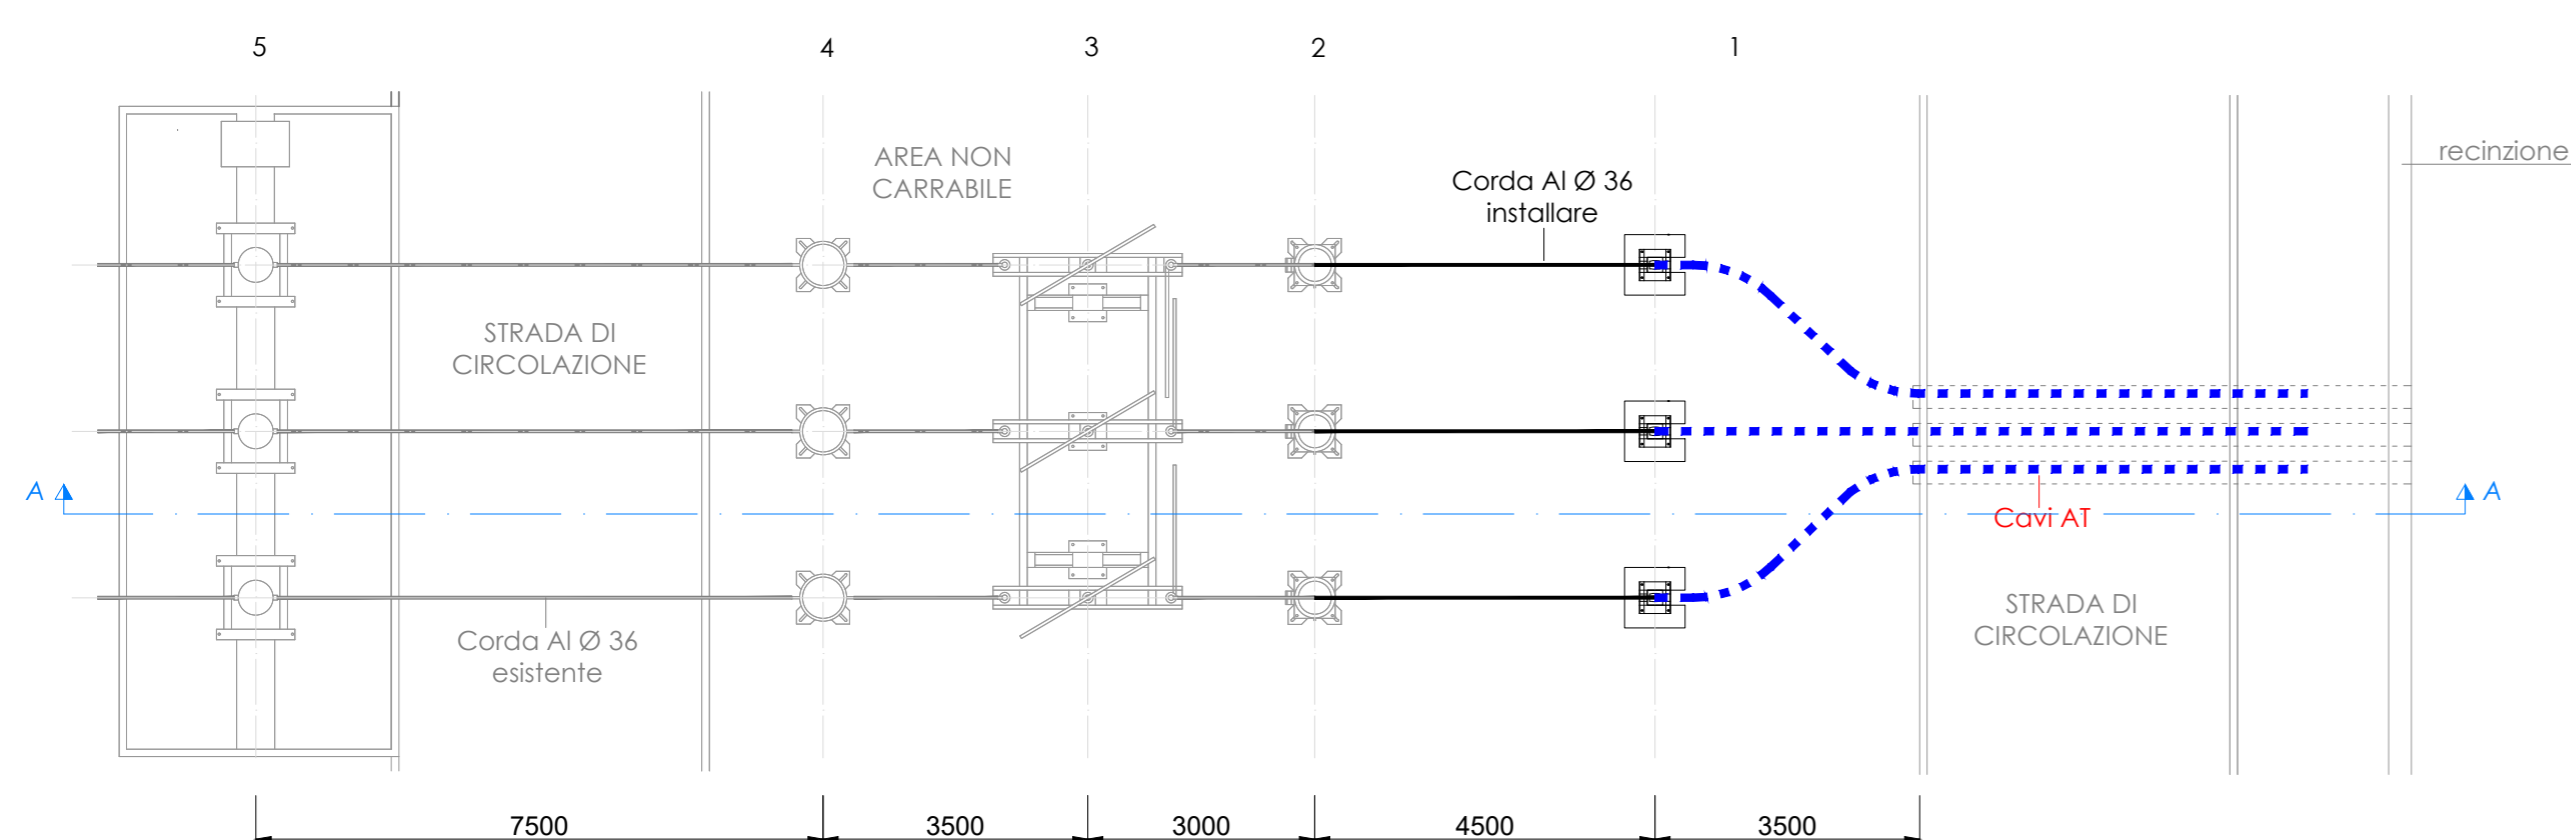 5
4
3
2
1
AREA NON
CARRABILE
recinzione
Corda Al Ø 36
installare
STRADA DI
CIRCOLAZIONE
A
A
Cavi AT
STRADA DI
CIRCOLAZIONE
Corda Al Ø 36
esistente
7500
3500
3000
4500
3500